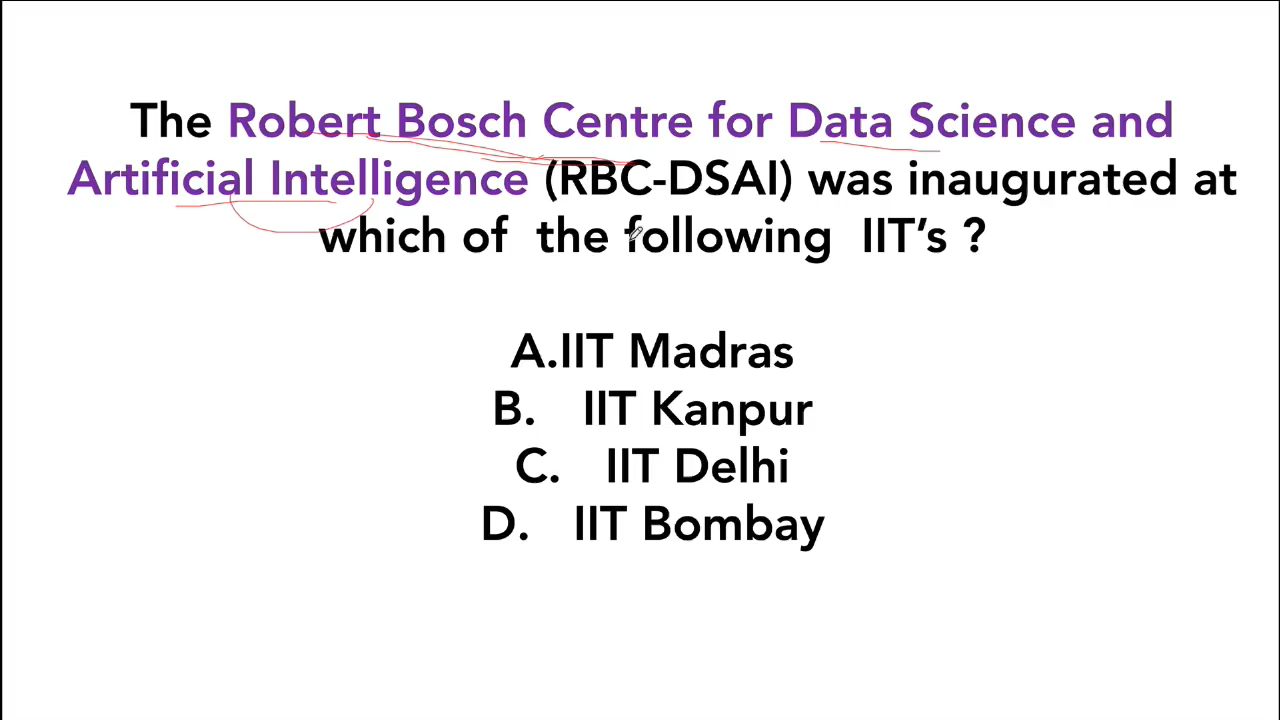 The Robert Bosch Centre for Data Science and
Artificial Intelligence (RBC-DSAI) was inaugurated at
which of the following IIT’s ?
A.IIT Madras
B. IIT Kanpur
C. IIT Delhi
D. IIT Bombay